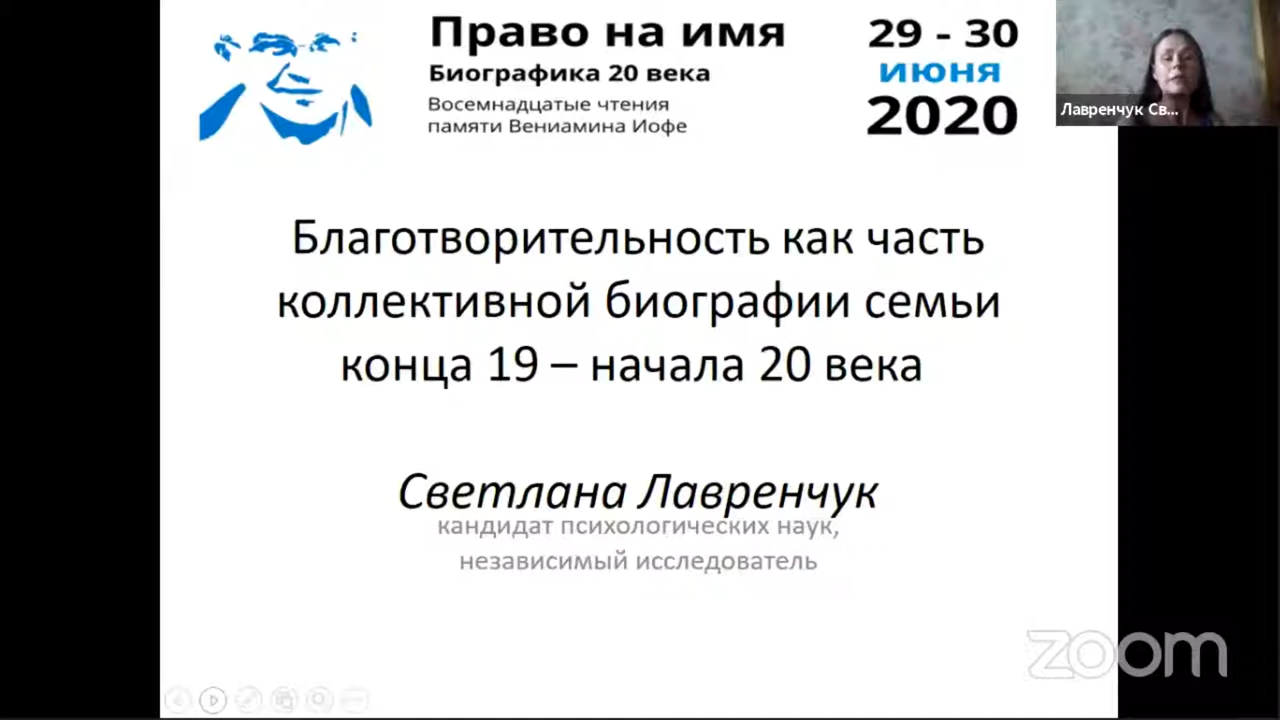 Право на имя
Биографика 20 века
Восемнадцатые чтения
памяти Вениамина Иофе
29 - 30
июня
2020
Лавренчук Св...
Благотворительность как часть
коллективной биографии семьи
конца 19 – начала 20 века
Светлана Лавренчук
кандидат психологических наук,
независимый исследователь
zoom